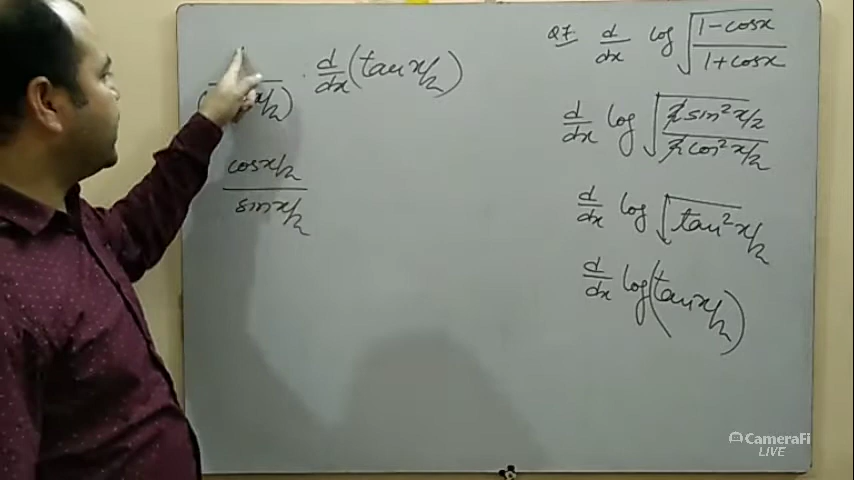 Q7. d/dx log √((1-cosx)/(1+cosx))
d/dx log √((2sin²x/2)/(2cos²x/2))
d/dx log √(tan²x/2)
d/dx log(tanx/2)
d/dx(tanx/2)
cosx/2
sinx/2
CameraFi
LIVE